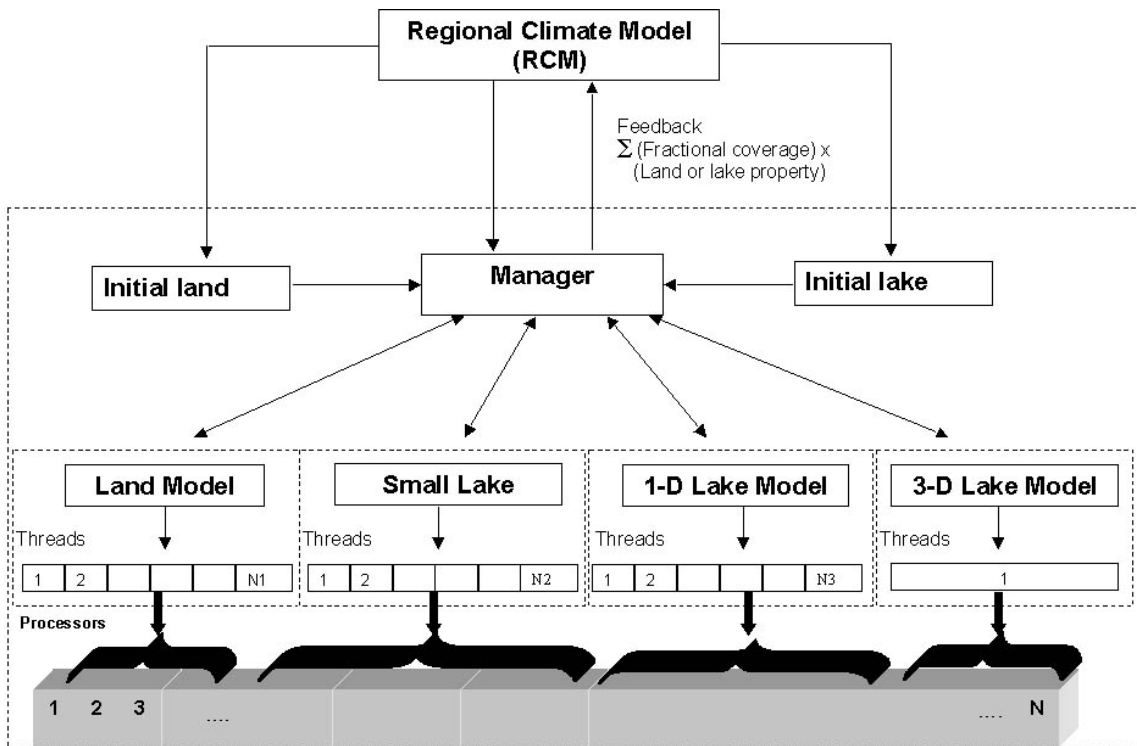 Regional Climate Model
(RCM)
Feedback
Σ (Fractional coverage) x
(Land or lake property)
Initial land
Manager
Initial lake
Land Model
Small Lake
1-D Lake Model
3-D Lake Model
Threads
Threads
Threads
Threads
1 2 N1
1 2 N2
1 2 N3
1
Processors
1 2 3 .... .... N